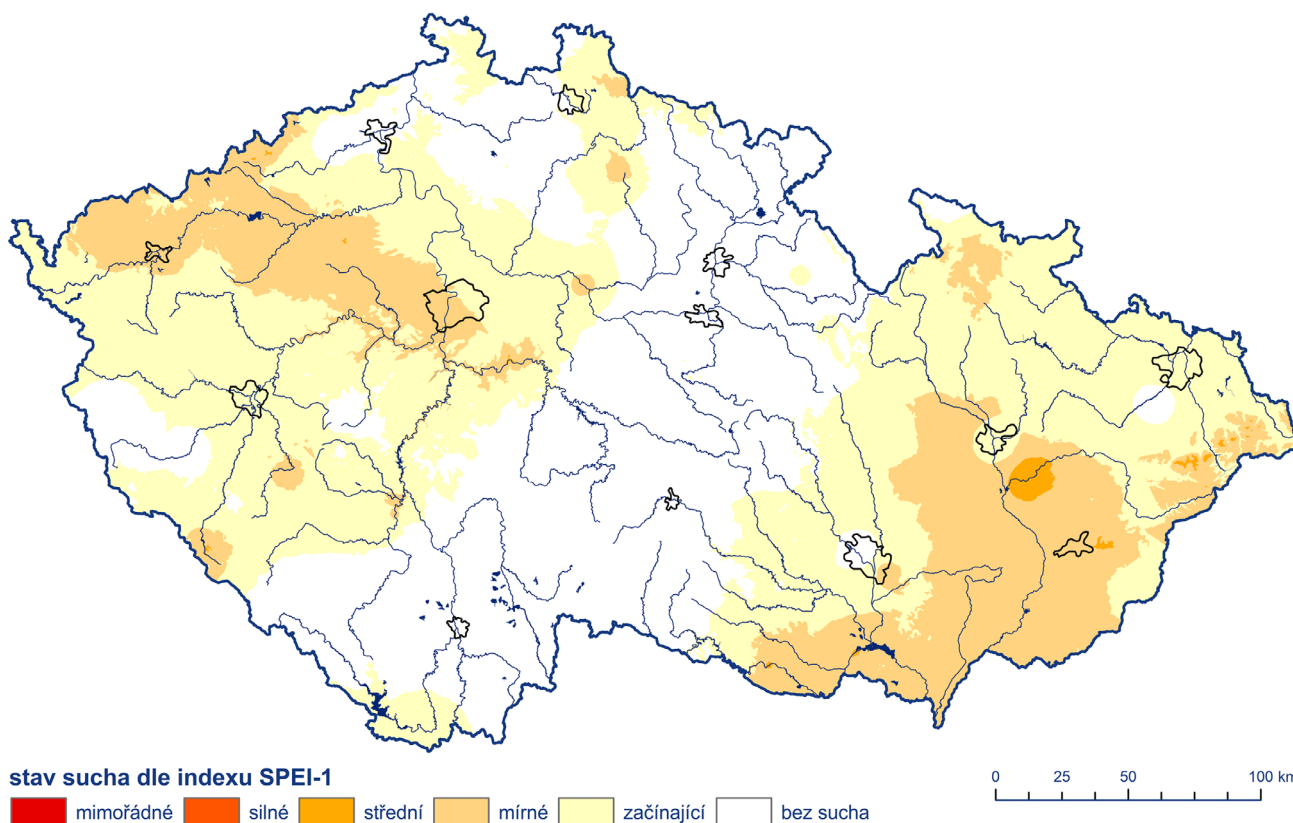 stav sucha dle indexu SPEI-1
0 25 50 100 km
mimořádné silné střední mírné začínající bez sucha